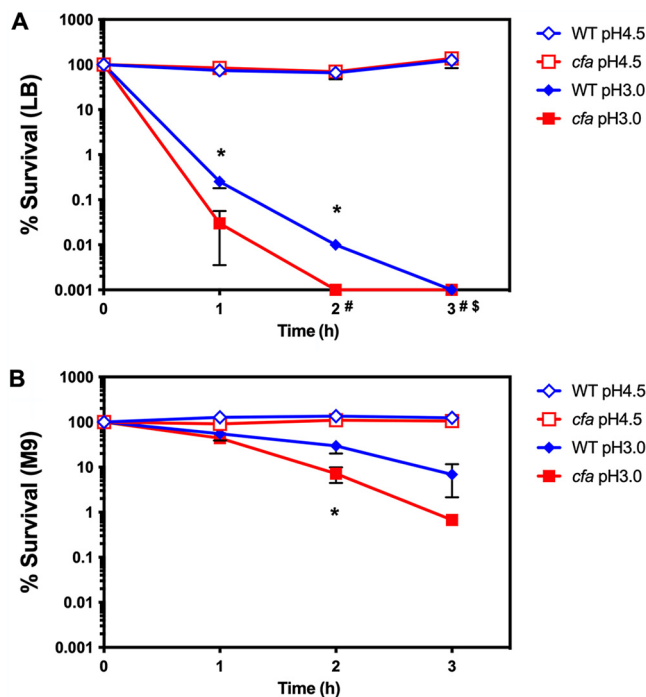 A
% Survival (LB)
1000
100
10
1
0.1
0.01
0.001
*
*
0
1
2 #
3 # $
Time (h)
WT pH4.5
cfa pH4.5
WT pH3.0
cfa pH3.0
B
% Survival (M9)
1000
100
10
1
0.1
0.01
0.001
*
0
1
2
3
Time (h)
WT pH4.5
cfa pH4.5
WT pH3.0
cfa pH3.0